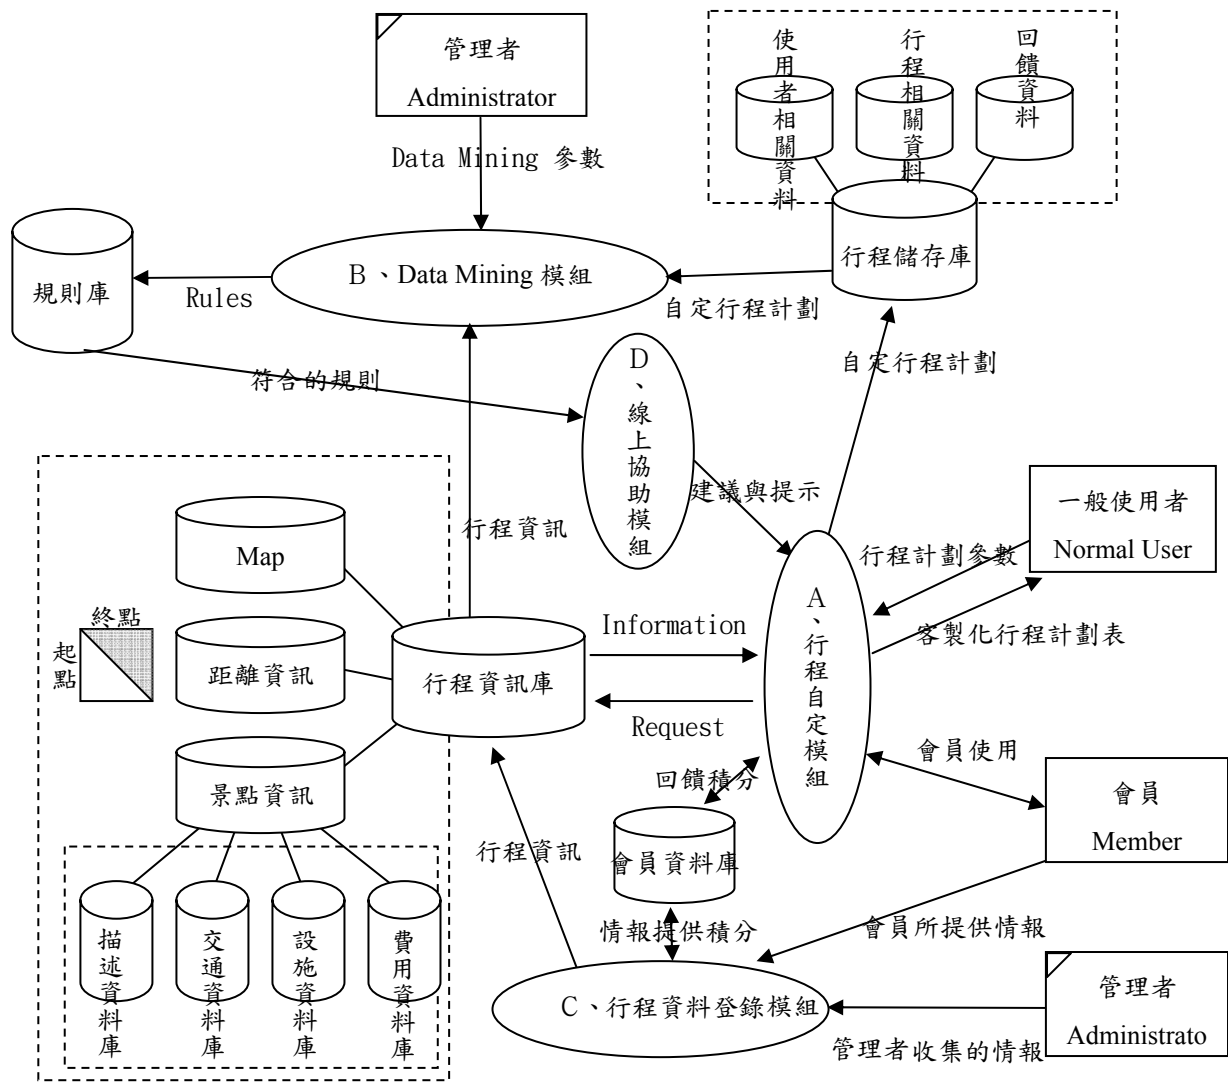 管理者
Administrator
使用者相關資料
行程相關資料
回饋資料
Data Mining 參數
行程儲存庫
規則庫
B、Data Mining 模組
Rules
自定行程計劃
自定行程計劃
符合的規則
D、線上協助模組
建議與提示
一般使用者
Normal User
行程資訊
行程計劃參數
客製化行程計劃表
Map
終點
起點
距離資訊
行程資訊庫
Information
Request
A、行程自定模組
景點資訊
會員使用
會員
Member
回饋積分
會員資料庫
行程資訊
情報提供積分
會員所提供情報
描述資料庫
交通資料庫
設施資料庫
費用資料庫
C、行程資料登錄模組
管理者
Administrato
管理者收集的情報